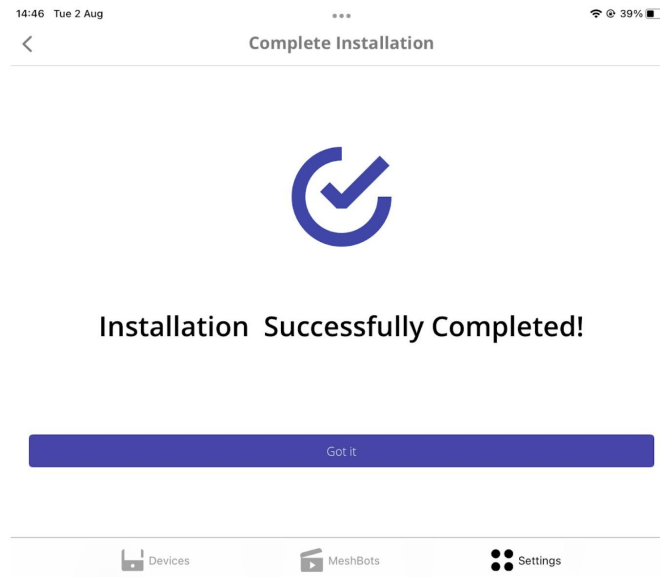 14:46 Tue 2 Aug
39%
Complete Installation
Installation Successfully Completed!
Got it
Devices
MeshBots
Settings